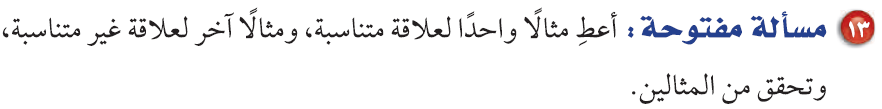 ١٣ مسألة مفتوحة : أعطِ مثالًا واحدًا لعلاقة متناسبة، ومثالًا آخر لعلاقة غير متناسبة،
وتحقق من المثالين.